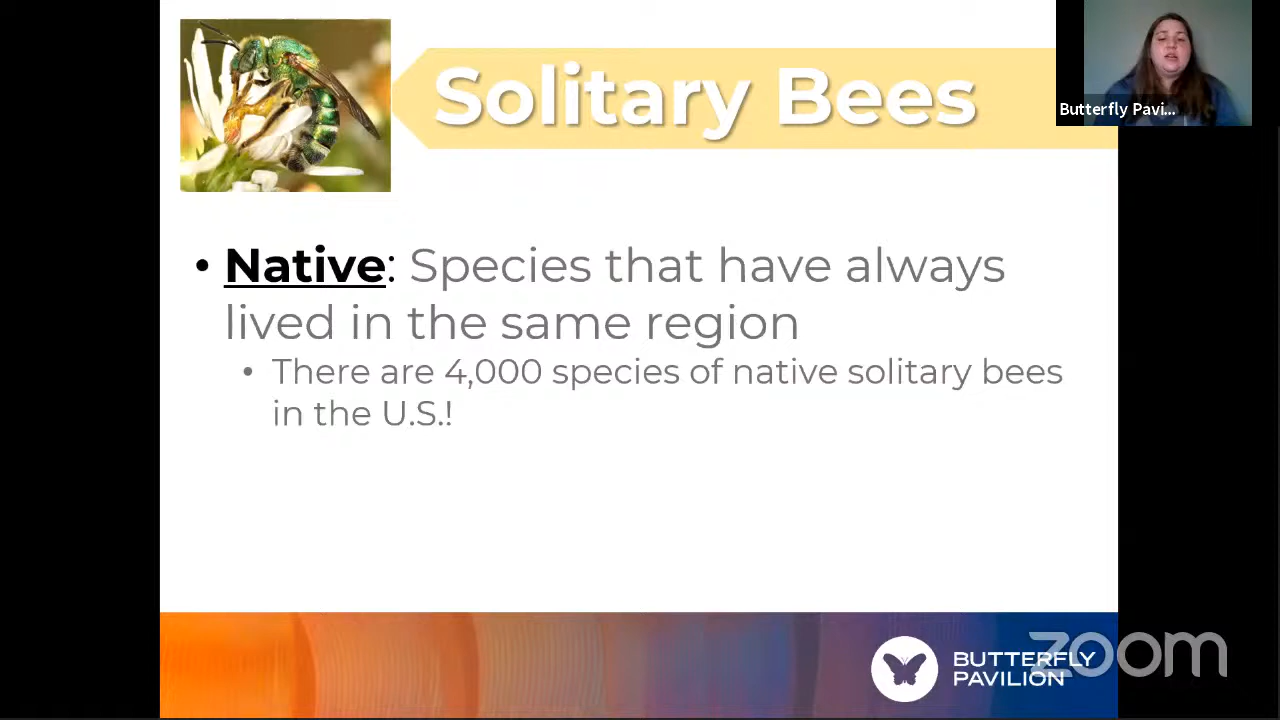 Solitary Bees
Butterfly Pavi...
• Native: Species that have always
lived in the same region
• There are 4,000 species of native solitary bees
in the U.S.!
BUTTERFLY
PAVILION
zoom